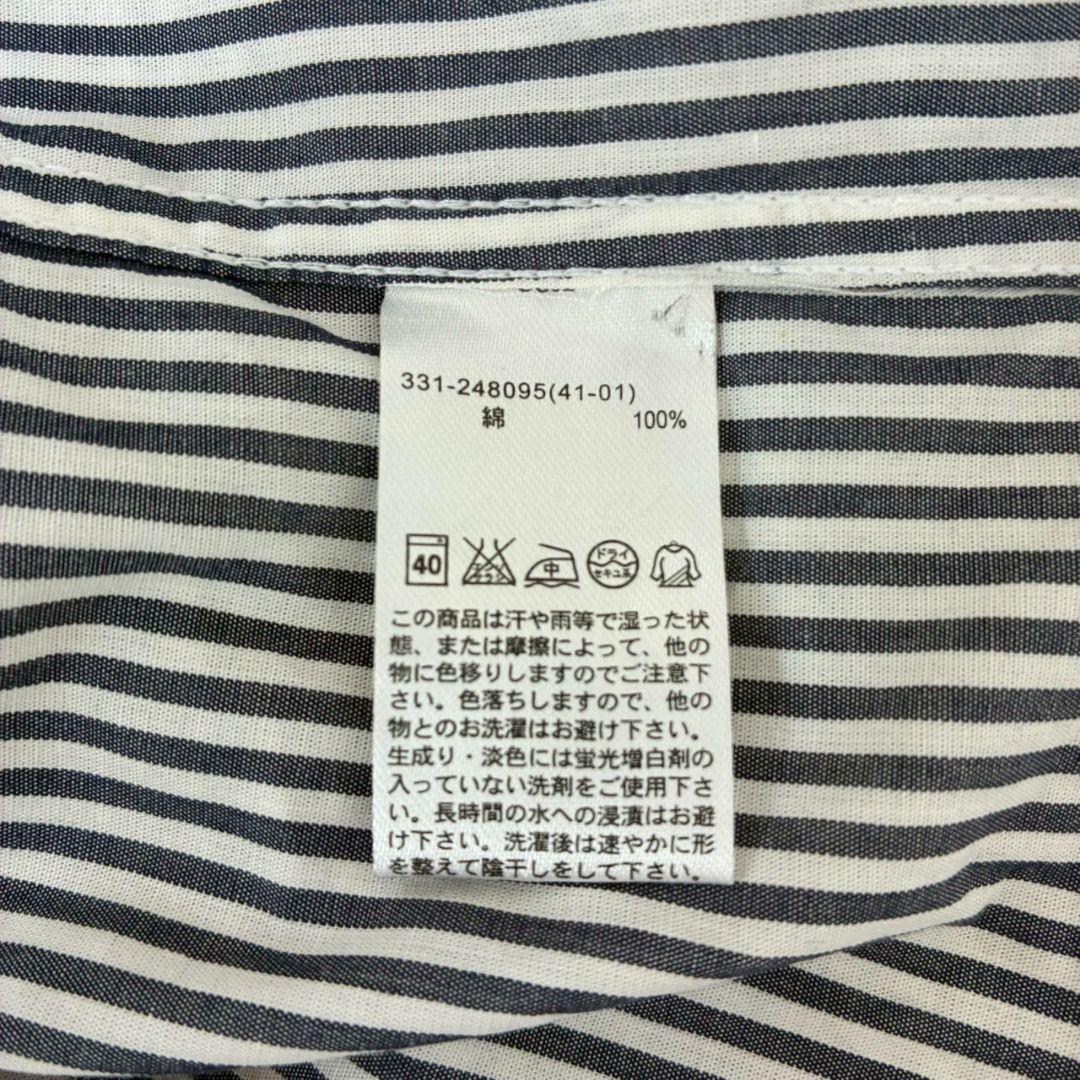 331-248095(41-01)
綿 100%
40 エンソ サラシ 中 ドライ セキユ系
この商品は汗や雨等で湿った状
態、または摩擦によって、他の
物に色移りしますのでご注意下
さい。色落ちしますので、他の
物とのお洗濯はお避け下さい。
生成り・淡色には蛍光増白剤の
入っていない洗剤をご使用下さ
い。長時間の水への浸漬はお避
け下さい。洗濯後は速やかに形
を整えて陰干しをして下さい。